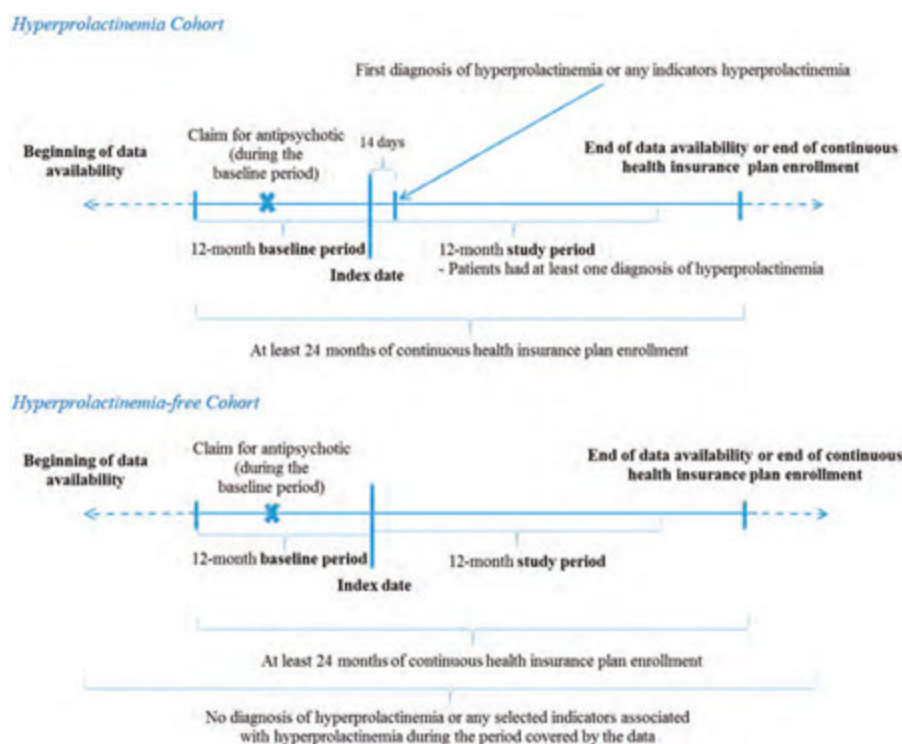 Hyperprolactinemia Cohort
First diagnosis of hyperprolactinemia or any indicators hyperprolactinemia
Beginning of data
availability
Claim for antipsychotic
(during the
baseline period)
14 days
End of data availability or end of continuous
health insurance plan enrollment
12-month baseline period
Index date
12-month study period
- Patients had at least one diagnosis of hyperprolactinemia
At least 24 months of continuous health insurance plan enrollment
Hyperprolactinemia-free Cohort
Beginning of data
availability
Claim for antipsychotic
(during the
baseline period)
End of data availability or end of continuous
health insurance plan enrollment
12-month baseline period
Index date
12-month study period
At least 24 months of continuous health insurance plan enrollment
No diagnosis of hyperprolactinemia or any selected indicators associated
with hyperprolactinemia during the period covered by the data